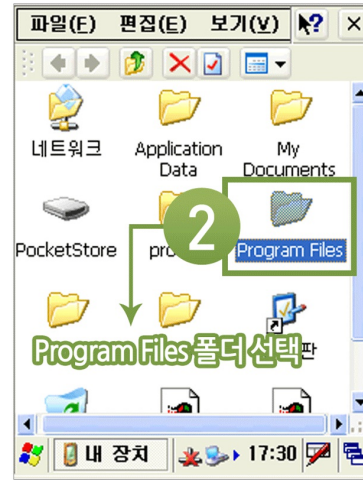 파일(F) 편집(E) 보기(V)
네트워크 Application Data My Documents
PocketStore Program Files
2
Program Files 폴더 선택
내 장치 17:30